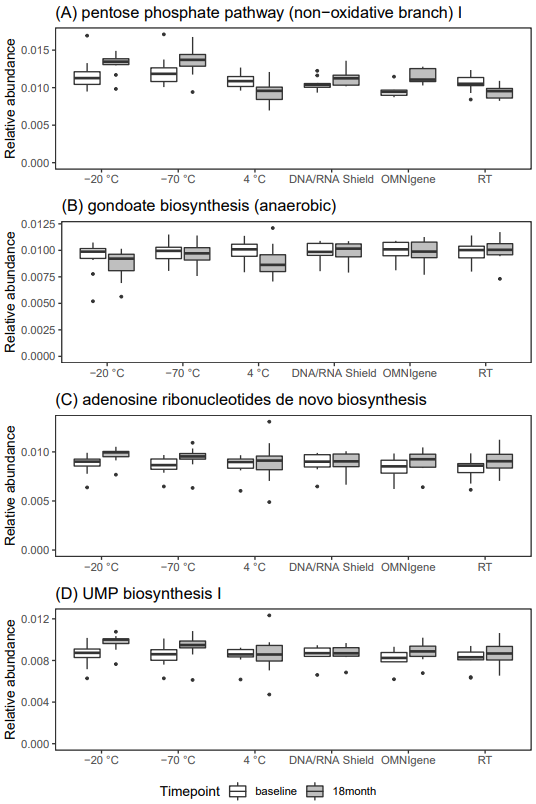 (A) pentose phosphate pathway (non−oxidative branch) I
Relative abundance
0.015
0.010
0.005
0.000
−20 °C −70 °C 4 °C DNA/RNA Shield OMNIgene RT
(B) gondoate biosynthesis (anaerobic)
Relative abundance
0.0125
0.0100
0.0075
0.0050
0.0025
0.0000
−20 °C −70 °C 4 °C DNA/RNA Shield OMNIgene RT
(C) adenosine ribonucleotides de novo biosynthesis
Relative abundance
0.010
0.005
0.000
−20 °C −70 °C 4 °C DNA/RNA Shield OMNIgene RT
(D) UMP biosynthesis I
Relative abundance
0.012
0.008
0.004
0.000
−20 °C −70 °C 4 °C DNA/RNA Shield OMNIgene RT
Timepoint baseline 18month